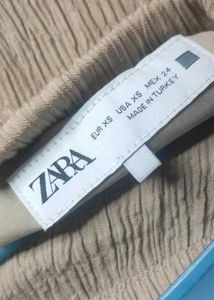 ZARA
EUR XS USA XS MEX 24
MADE IN TURKEY